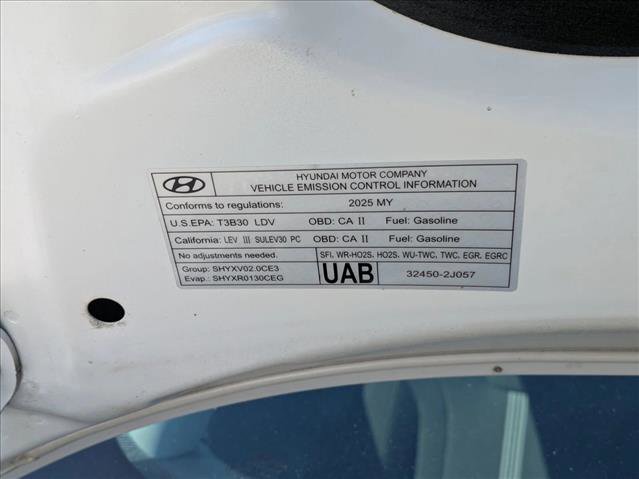 HYUNDAI MOTOR COMPANY
VEHICLE EMISSION CONTROL INFORMATION
Conforms to regulations: 2025 MY
U.S.EPA: T3B30 LDV OBD: CA II Fuel: Gasoline
California: LEV III SULEV30 PC OBD: CA II Fuel: Gasoline
No adjustments needed. SFI, WR-HO2S, HO2S, WU-TWC, TWC, EGR, EGRC
Group: SHYXV02.0CE3
Evap.: SHYXR0130CEG
UAB 32450-2J057